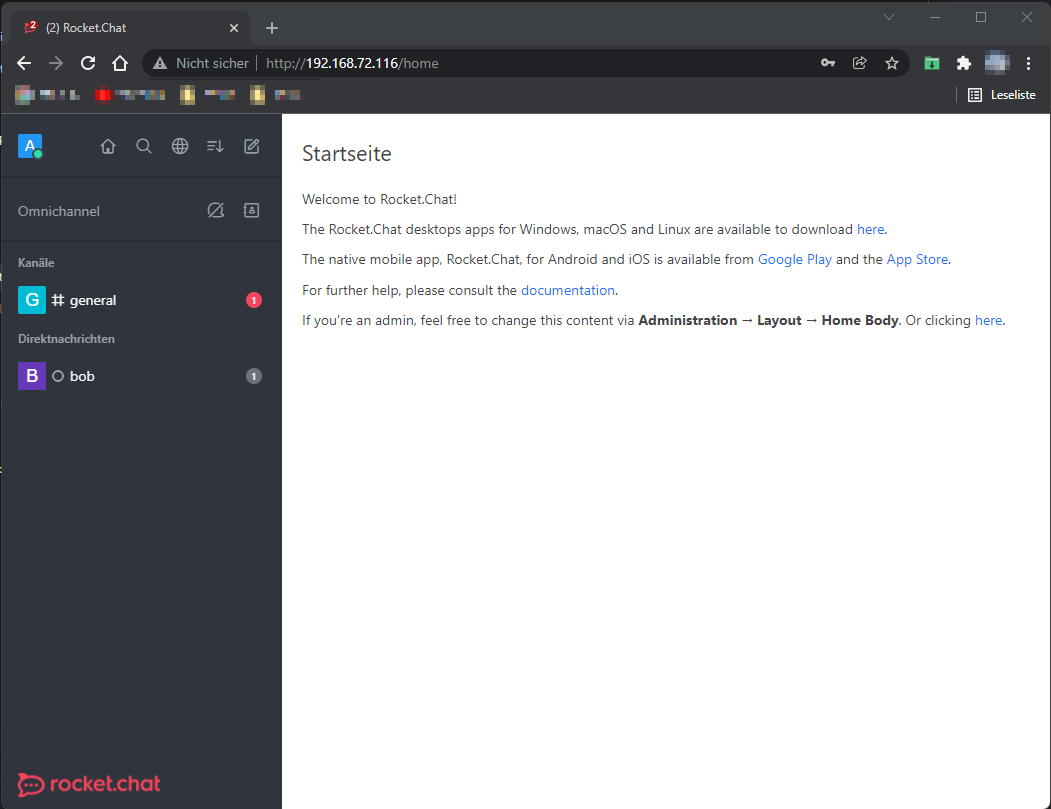 2
(2) Rocket.Chat
Nicht sicher
http://192.168.72.116/home
Leseliste
A
Omnichannel
Kanäle
G # general 1
Direktnachrichten
B bob 1
rocket.chat
Startseite
Welcome to Rocket.Chat!
The Rocket.Chat desktops apps for Windows, macOS and Linux are available to download here.
The native mobile app, Rocket.Chat, for Android and iOS is available from Google Play and the App Store.
For further help, please consult the documentation.
If you're an admin, feel free to change this content via Administration → Layout → Home Body. Or clicking here.